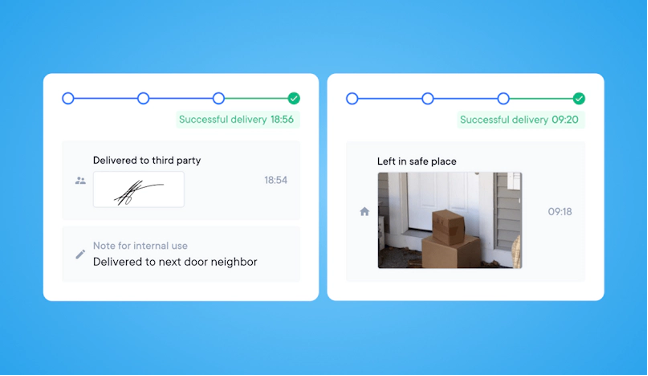 Successful delivery 18:56
Delivered to third party
18:54
Note for internal use
Delivered to next door neighbor
Successful delivery 09:20
Left in safe place
09:18